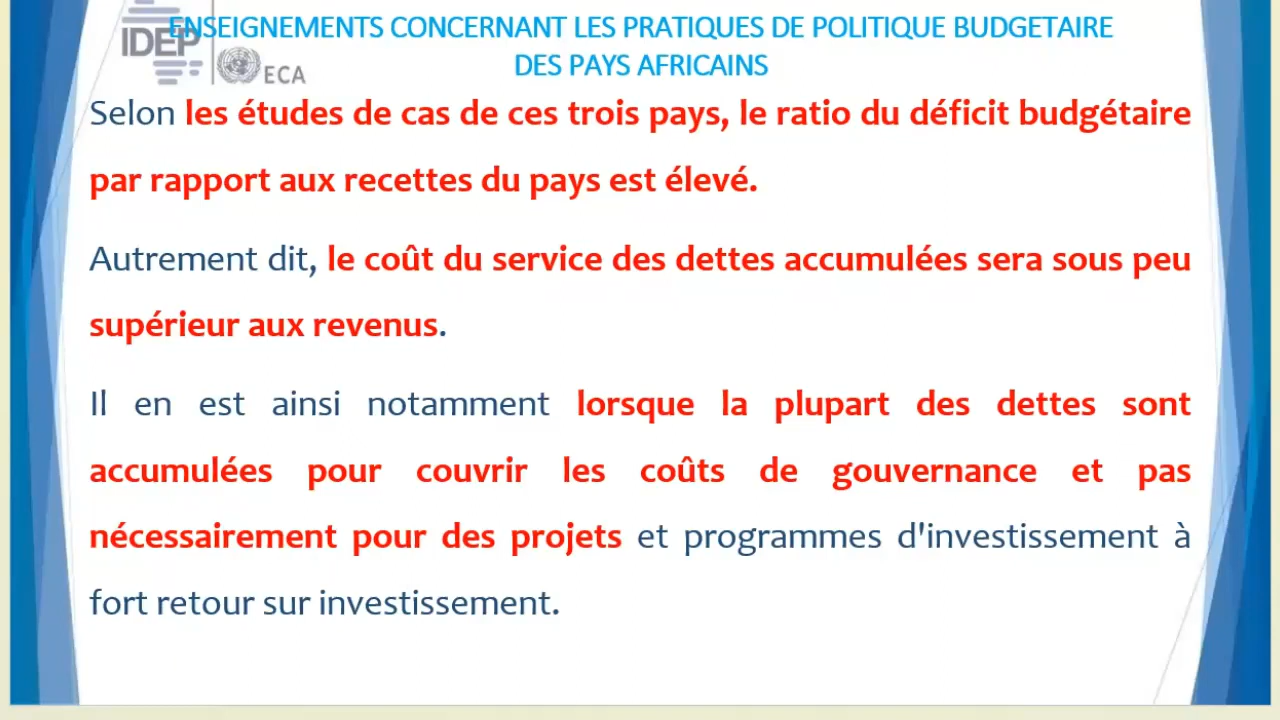 ENSEIGNEMENTS CONCERNANT LES PRATIQUES DE POLITIQUE BUDGETAIRE
DES PAYS AFRICAINS
IDEP
ECA
Selon les études de cas de ces trois pays, le ratio du déficit budgétaire
par rapport aux recettes du pays est élevé.
Autrement dit, le coût du service des dettes accumulées sera sous peu
supérieur aux revenus.
Il en est ainsi notamment lorsque la plupart des dettes sont
accumulées pour couvrir les coûts de gouvernance et pas
nécessairement pour des projets et programmes d'investissement à
fort retour sur investissement.